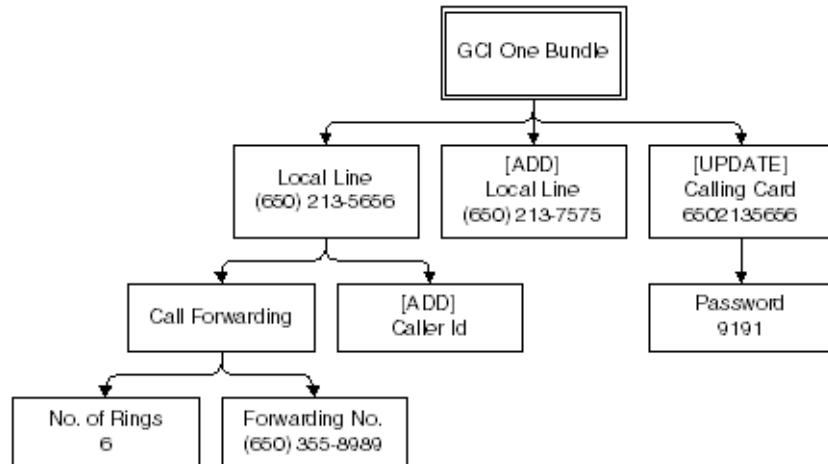 GCI One Bundle
Local Line
(650) 213-5656
[ADD]
Local Line
(650) 213-7575
[UPDATE]
Calling Card
6502135656
Call Forwarding
[ADD]
Caller Id
Password
9191
No. of Rings
6
Forwarding No.
(650) 355-8989